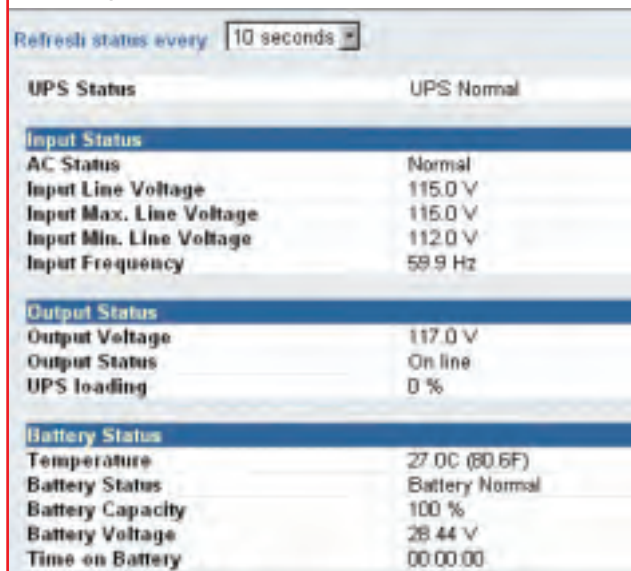 Refresh status every 10 seconds
UPS Status UPS Normal
Input Status
AC Status Normal
Input Line Voltage 115.0 V
Input Max. Line Voltage 115.0 V
Input Min. Line Voltage 112.0 V
Input Frequency 59.9 Hz
Output Status
Output Voltage 117.0 V
Output Status On line
UPS loading 0 %
Battery Status
Temperature 27.0C (80.6F)
Battery Status Battery Normal
Battery Capacity 100 %
Battery Voltage 28.44 V
Time on Battery 00:00:00